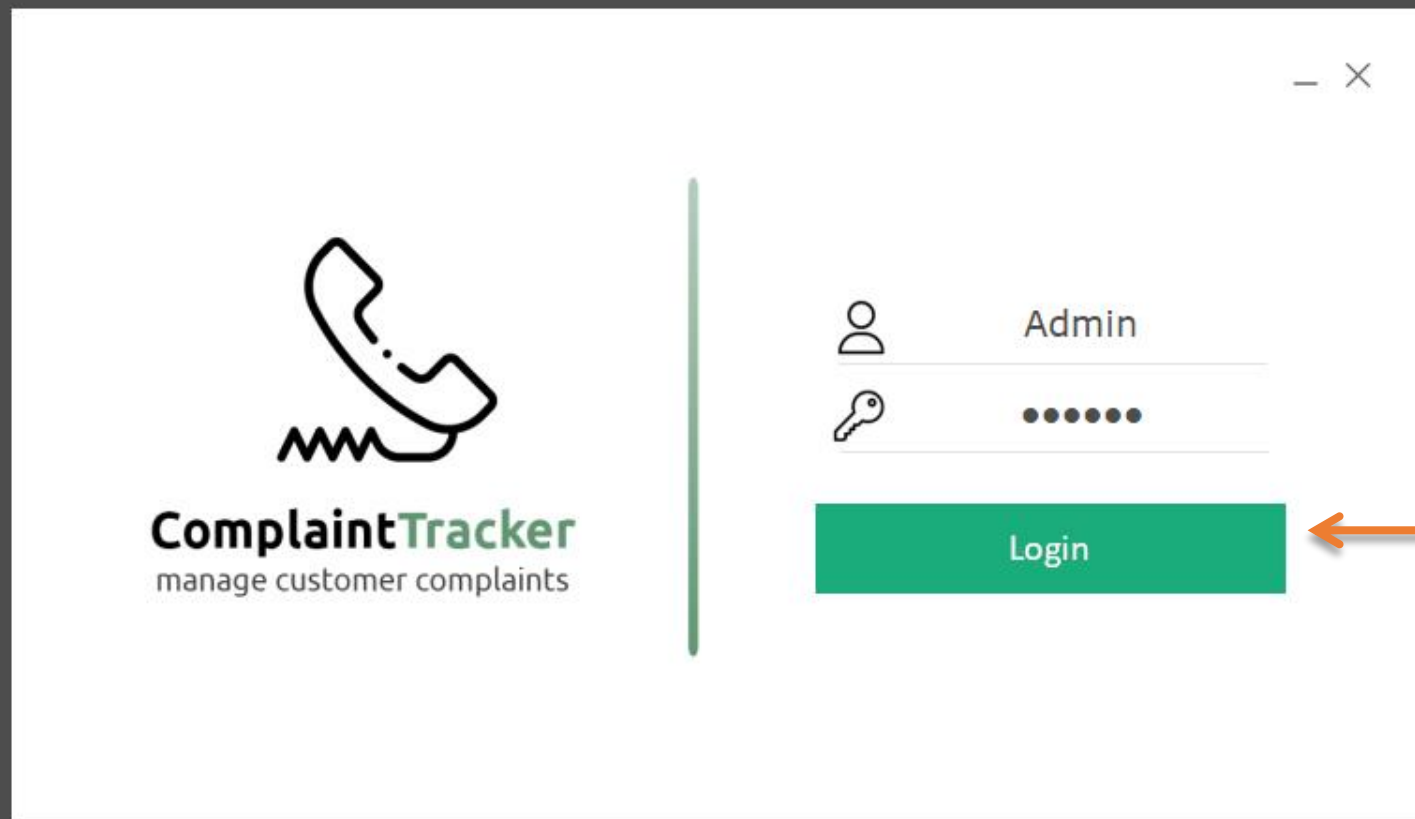 ComplaintTracker
manage customer complaints
Admin
••••••
Login